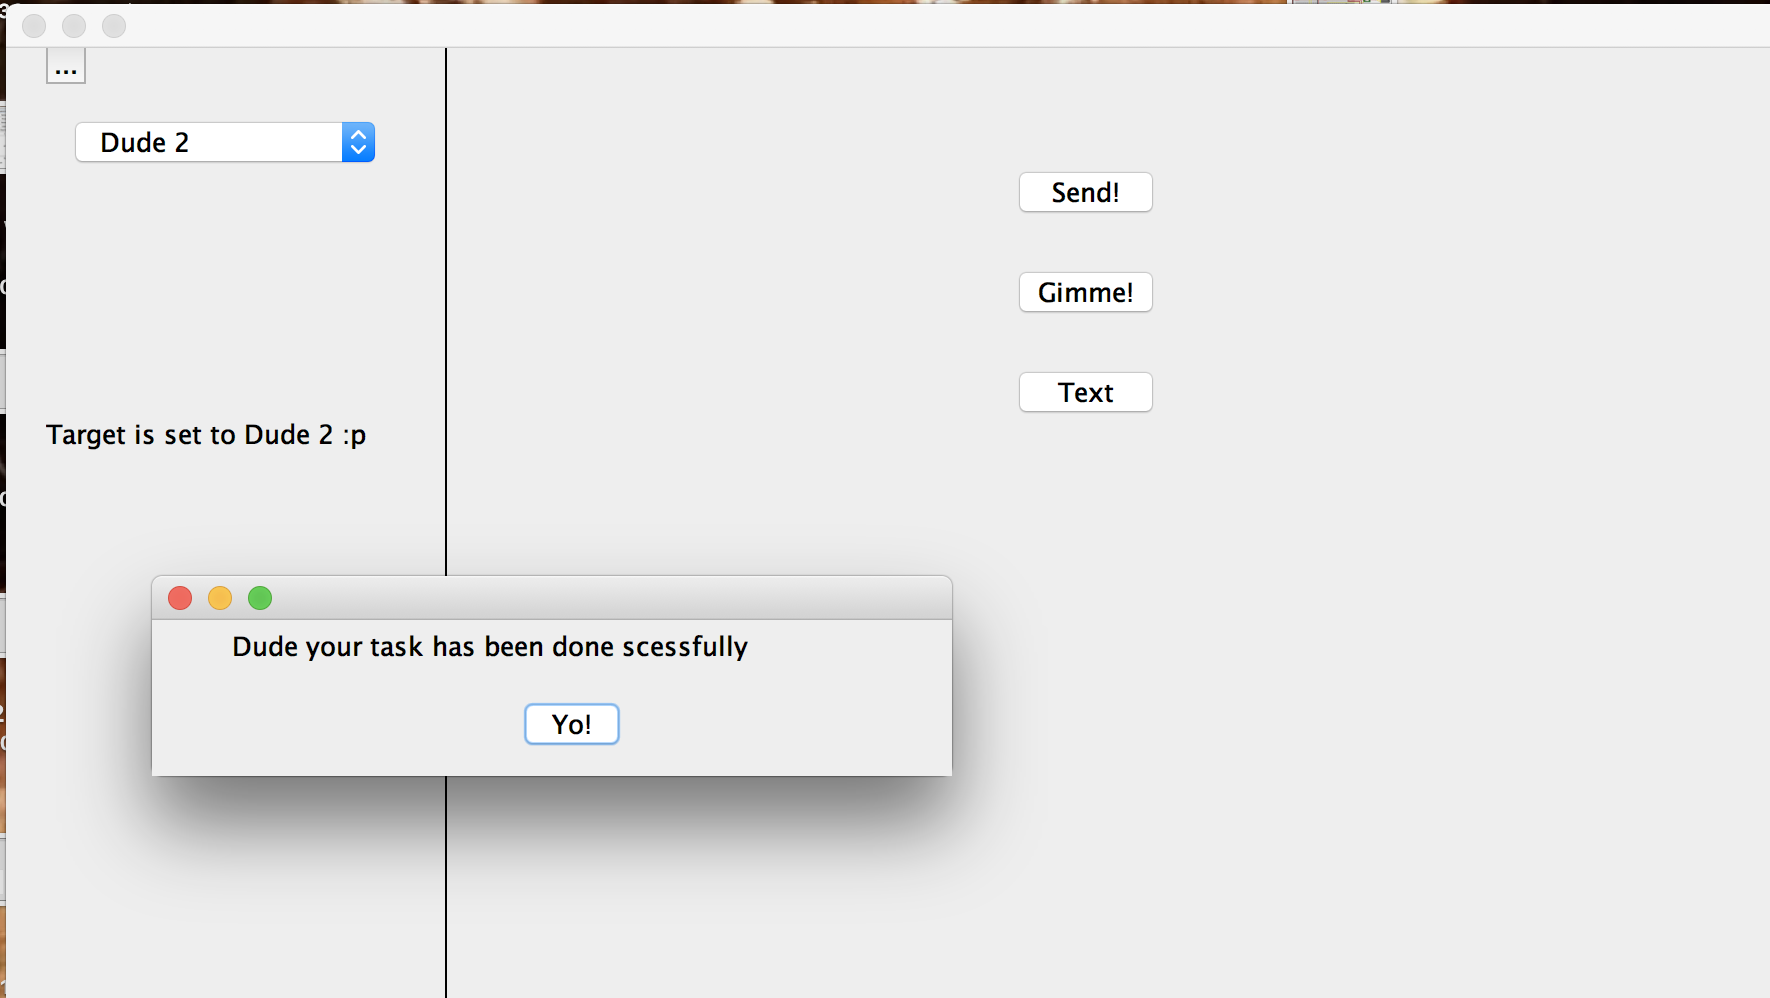 ...
Dude 2
Send!
Gimme!
Text
Target is set to Dude 2 :p
Dude your task has been done scessfully
Yo!